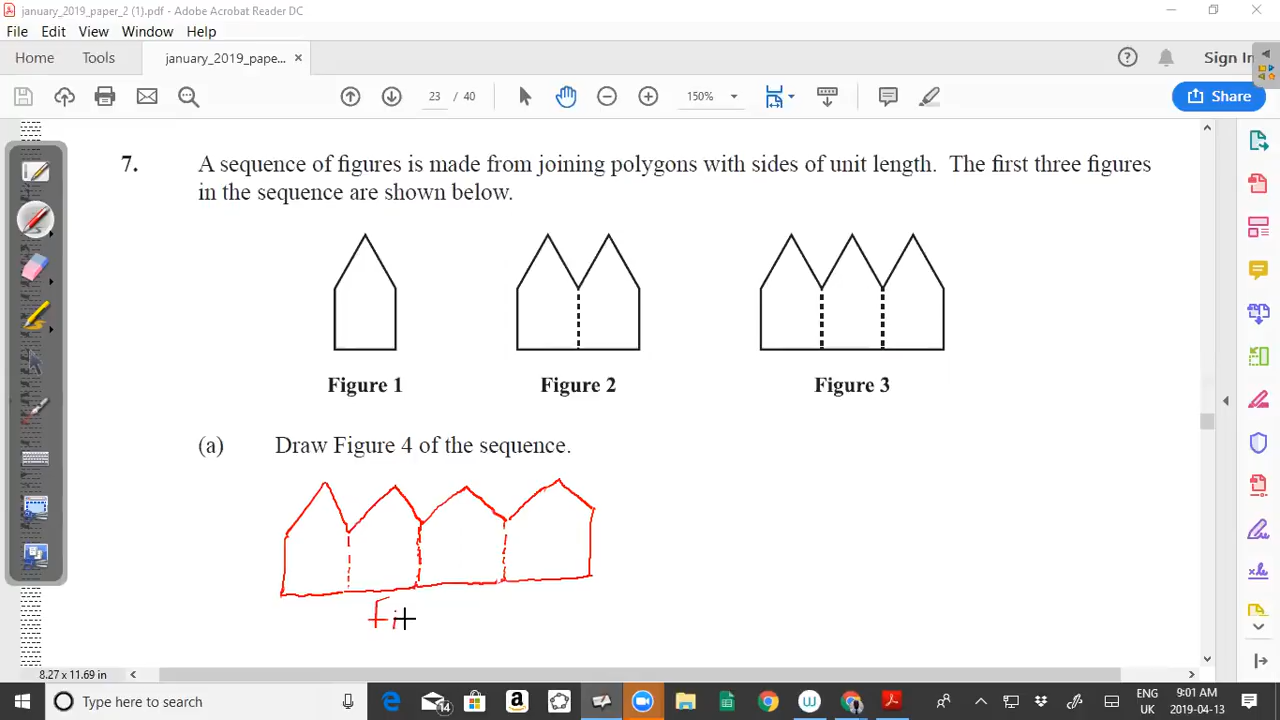 january_2019_paper_2 (1).pdf - Adobe Acrobat Reader DC
File Edit View Window Help
Home Tools january_2019_pape... × Sign In
23 / 40 150% Share
7. A sequence of figures is made from joining polygons with sides of unit length. The first three figures
in the sequence are shown below.
Figure 1 Figure 2 Figure 3
(a) Draw Figure 4 of the sequence.
Fi
8.27 x 11.69 in
Type here to search
14
ENG
UK
9:01 AM
2019-04-13